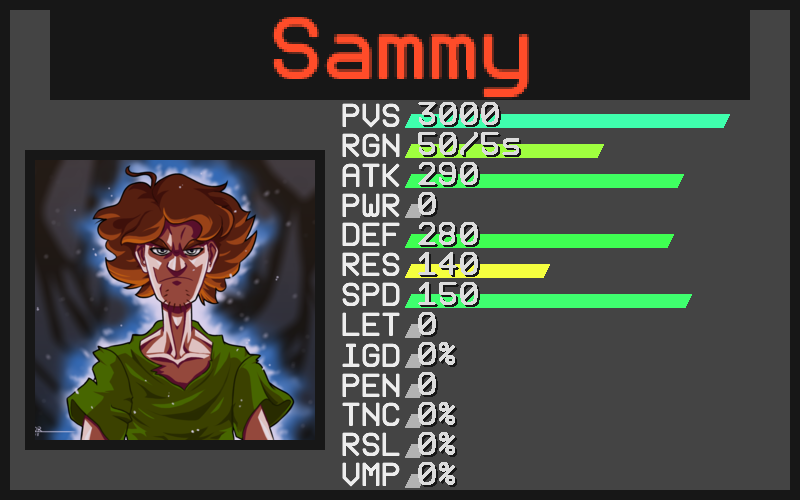 Sammy
PVS 3000
RGN 50/5s
ATK 290
PWR 0
DEF 280
RES 140
SPD 150
LET 0
IGD 0%
PEN 0
TNC 0%
RSL 0%
VMP 0%